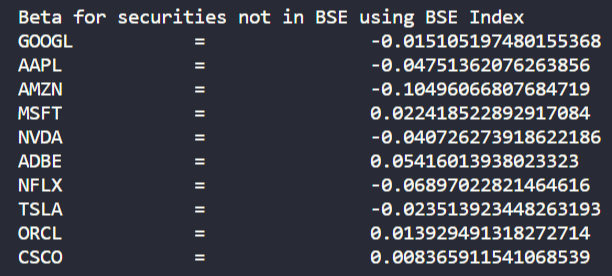 Beta for securities not in BSE using BSE Index
GOOGL = -0.015105197480155368
AAPL = -0.04751362076263856
AMZN = -0.10496066807684719
MSFT = 0.022418522892917084
NVDA = -0.040726273918622186
ADBE = 0.05416013938023323
NFLX = -0.06897022821464616
TSLA = -0.023513923448263193
ORCL = 0.013929491318272714
CSCO = 0.008365911541068539